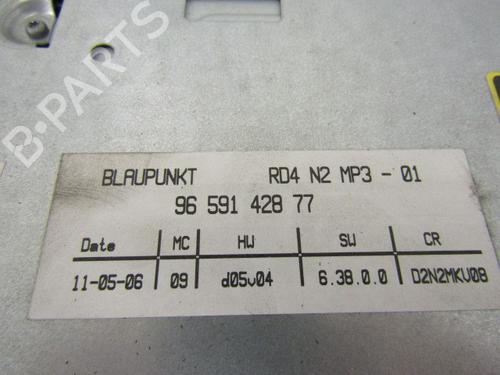 B-PARTS
BLAUPUNKT RD4 N2 MP3 - 01
96 591 428 77
Date MC HW SW CR
11-05-06 09 d05v04 6.38.0.0 D2N2MKV08